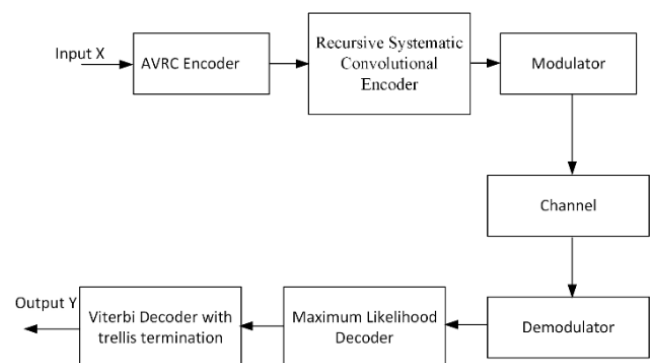 Input X
AVRC Encoder
Recursive Systematic
Convolutional
Encoder
Modulator
Channel
Demodulator
Maximum Likelihood
Decoder
Viterbi Decoder with
trellis termination
Output Y